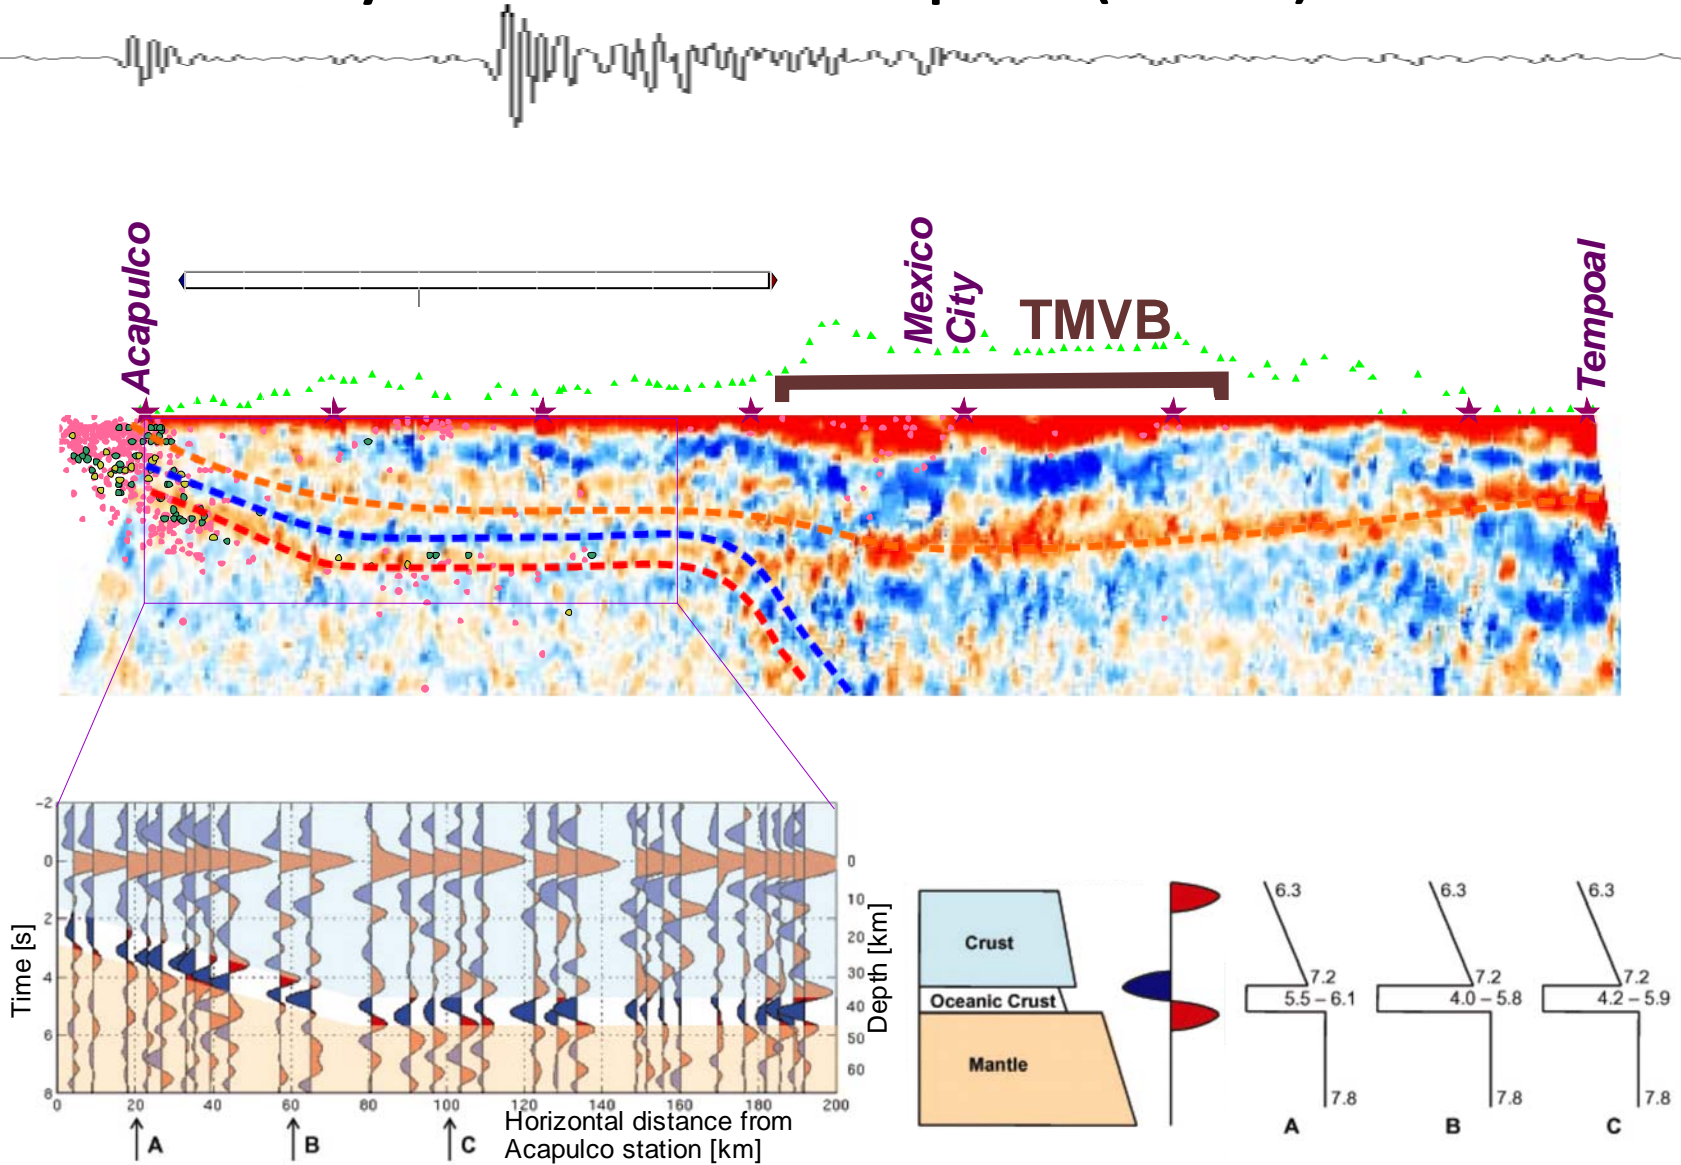 Acapulco
Mexico
City
TMVB
Tempoal
-2
0
2
4
6
8
Time [s]
0
10
20
30
40
50
60
Depth [km]
0 20 40 60 80 100 120 140 160 180 200
A
B
C
Horizontal distance from
Acapulco station [km]
Crust
Oceanic Crust
Mantle
6.3
7.2
5.5 – 6.1
7.8
A
6.3
7.2
4.0 – 5.8
7.8
B
6.3
7.2
4.2 – 5.9
7.8
C